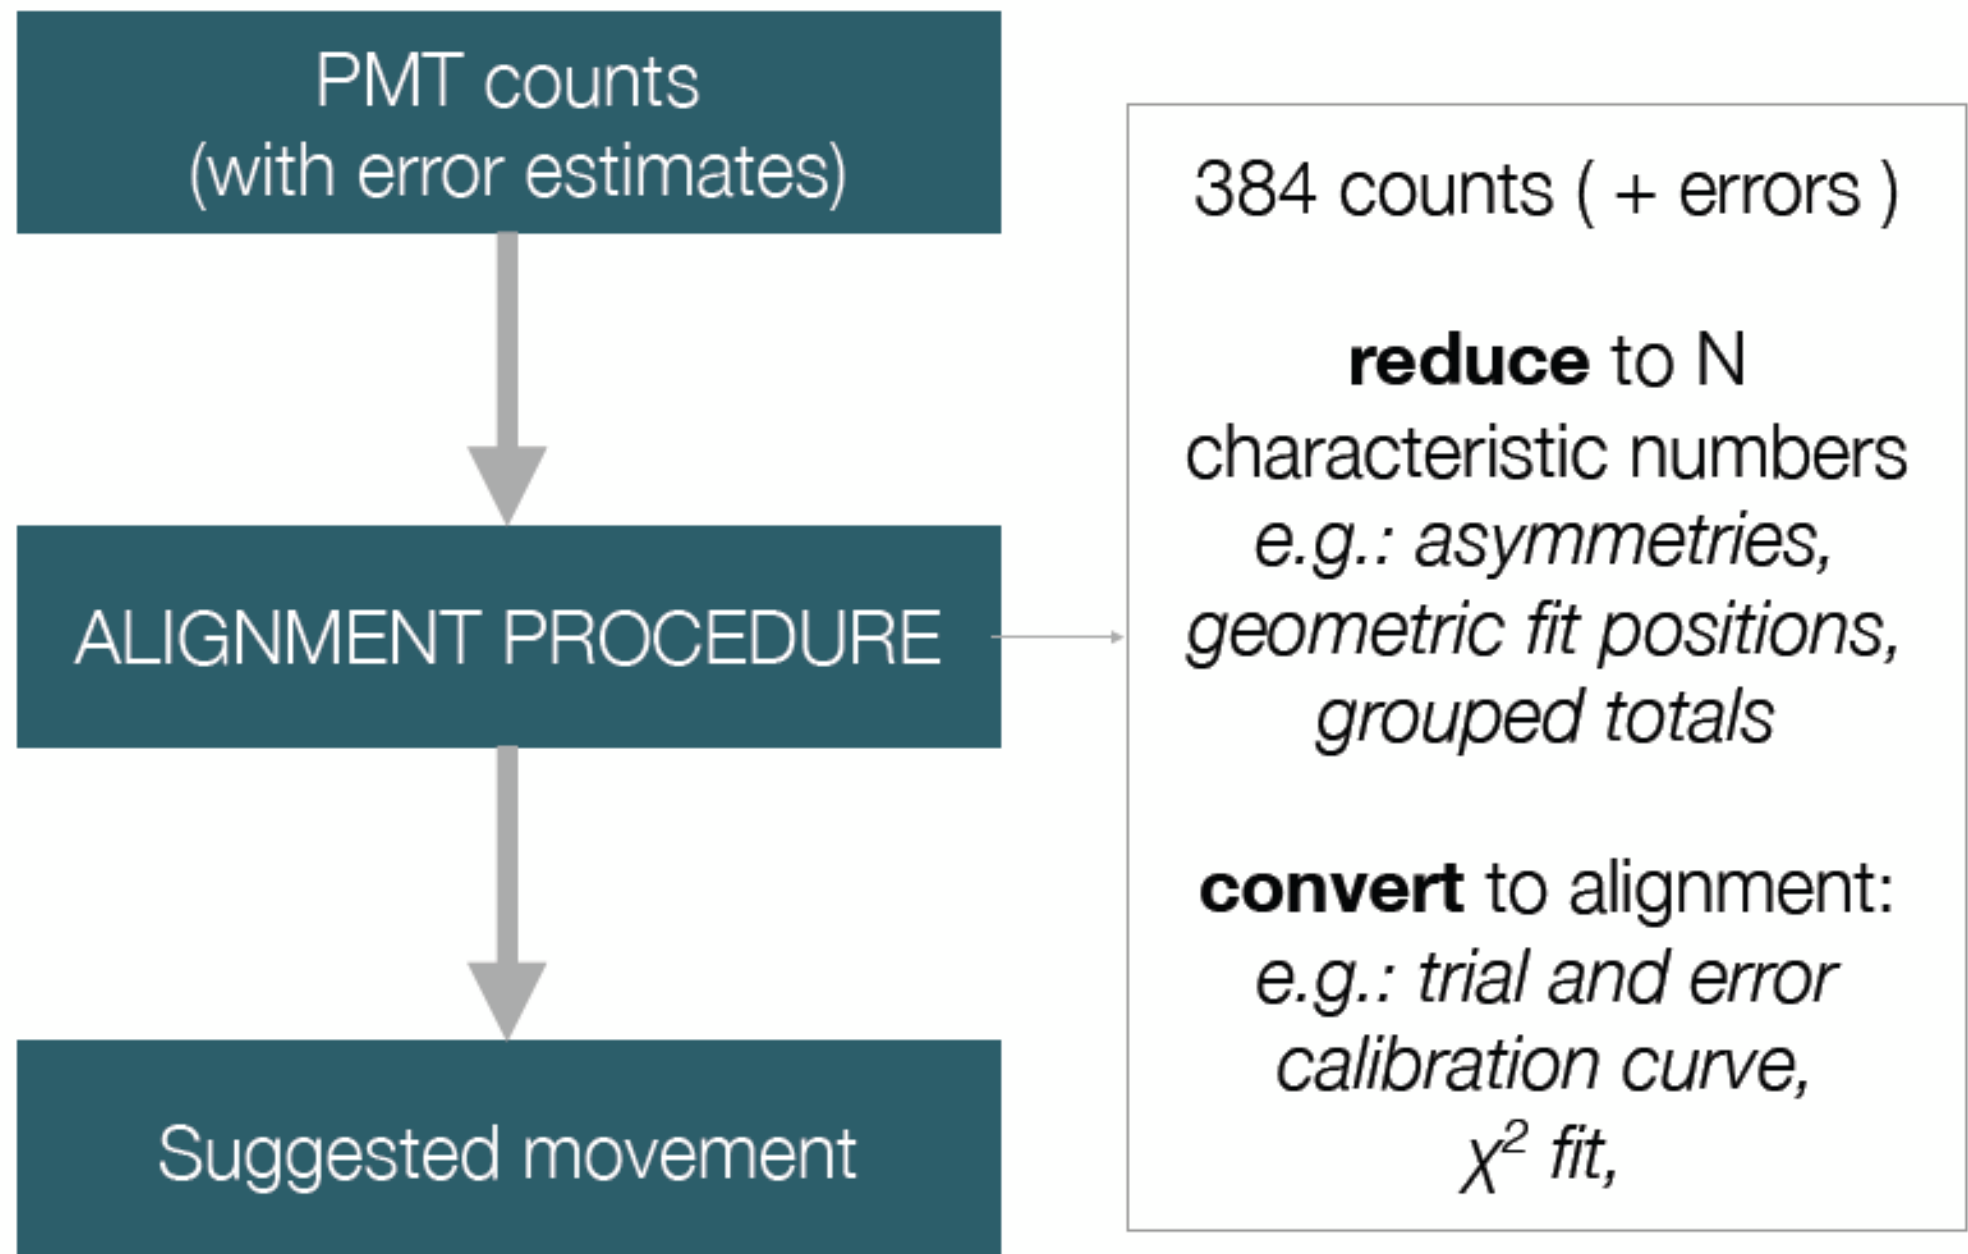 PMT counts
(with error estimates)
ALIGNMENT PROCEDURE
Suggested movement
384 counts ( + errors )
reduce to N
characteristic numbers
e.g.: asymmetries,
geometric fit positions,
grouped totals
convert to alignment:
e.g.: trial and error
calibration curve,
χ² fit,